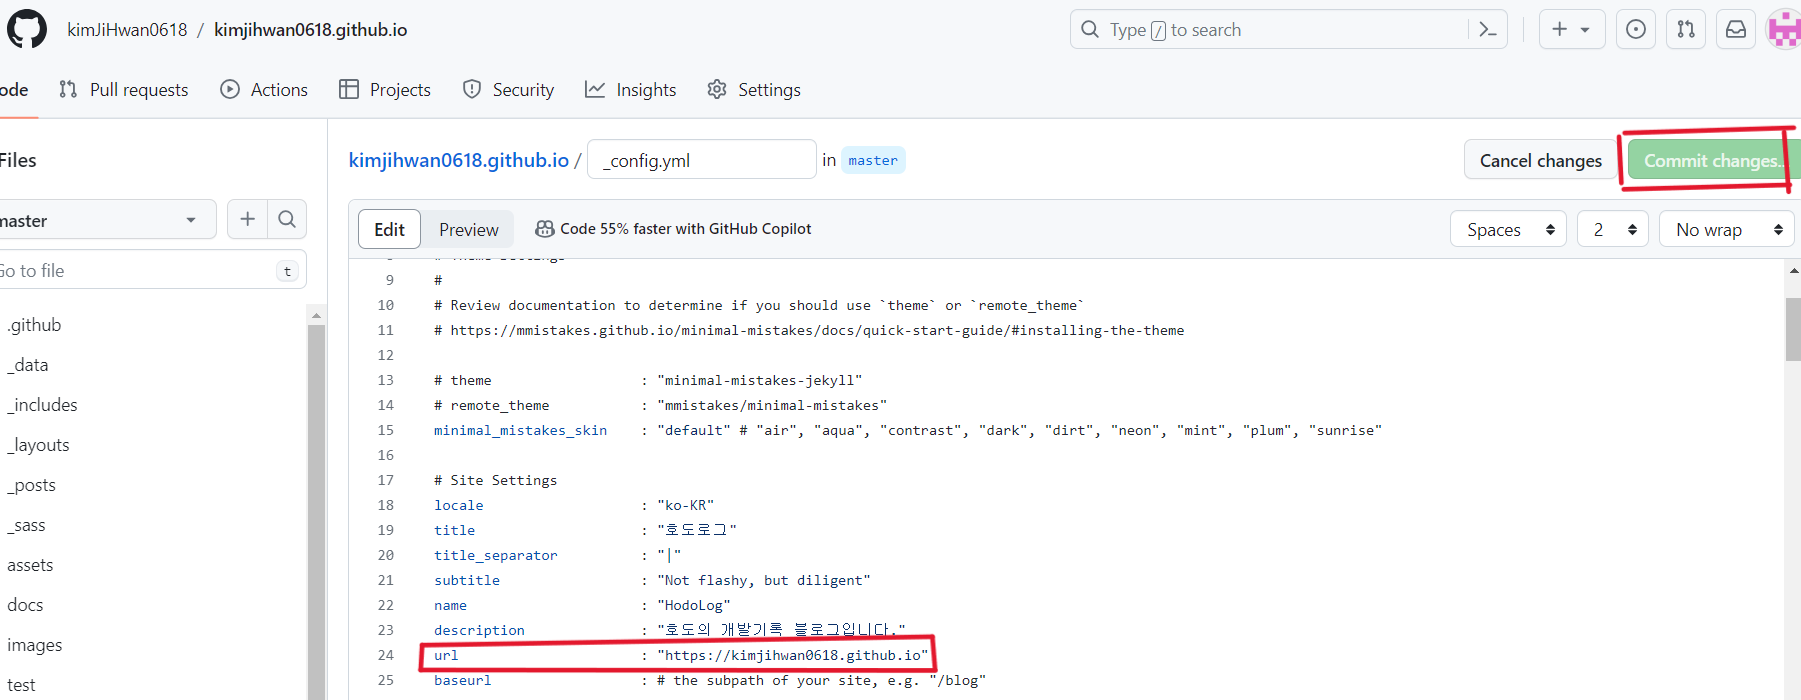 kimJiHwan0618 / kimjihwan0618.github.io
Type / to search
ode
Pull requests
Actions
Projects
Security
Insights
Settings
Files
master
Go to file
t
.github
_data
_includes
_layouts
_posts
_sass
assets
docs
images
test
kimjihwan0618.github.io / _config.yml in master
Cancel changes
Commit changes...
Edit
Preview
Code 55% faster with GitHub Copilot
Spaces
2
No wrap
8 # Theme Settings
9 #
10 # Review documentation to determine if you should use `theme` or `remote_theme`
11 # https://mmistakes.github.io/minimal-mistakes/docs/quick-start-guide/#installing-the-theme
12
13 # theme : "minimal-mistakes-jekyll"
14 # remote_theme : "mmistakes/minimal-mistakes"
15 minimal_mistakes_skin : "default" # "air", "aqua", "contrast", "dark", "dirt", "neon", "mint", "plum", "sunrise"
16
17 # Site Settings
18 locale : "ko-KR"
19 title : "호도로그"
20 title_separator : "|"
21 subtitle : "Not flashy, but diligent"
22 name : "HodoLog"
23 description : "호도의 개발기록 블로그입니다."
24 url : "https://kimjihwan0618.github.io"
25 baseurl : # the subpath of your site, e.g. "/blog"